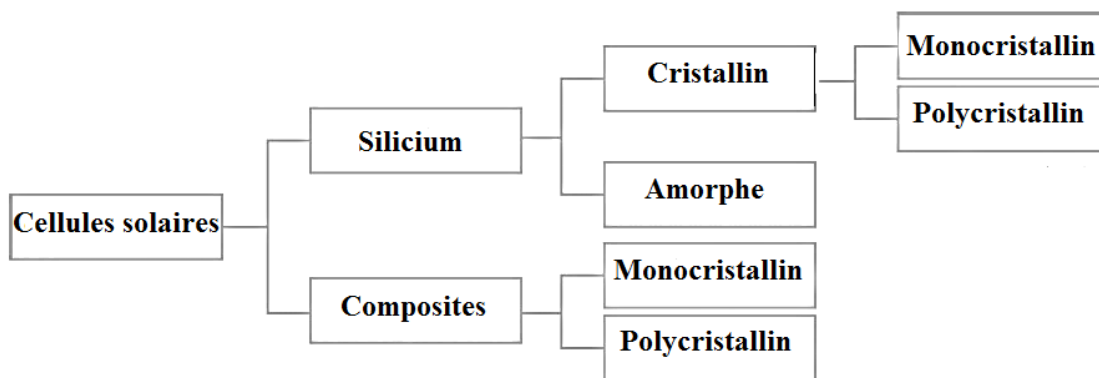 Cellules solaires
Silicium
Cristallin
Monocristallin
Polycristallin
Amorphe
Composites
Monocristallin
Polycristallin